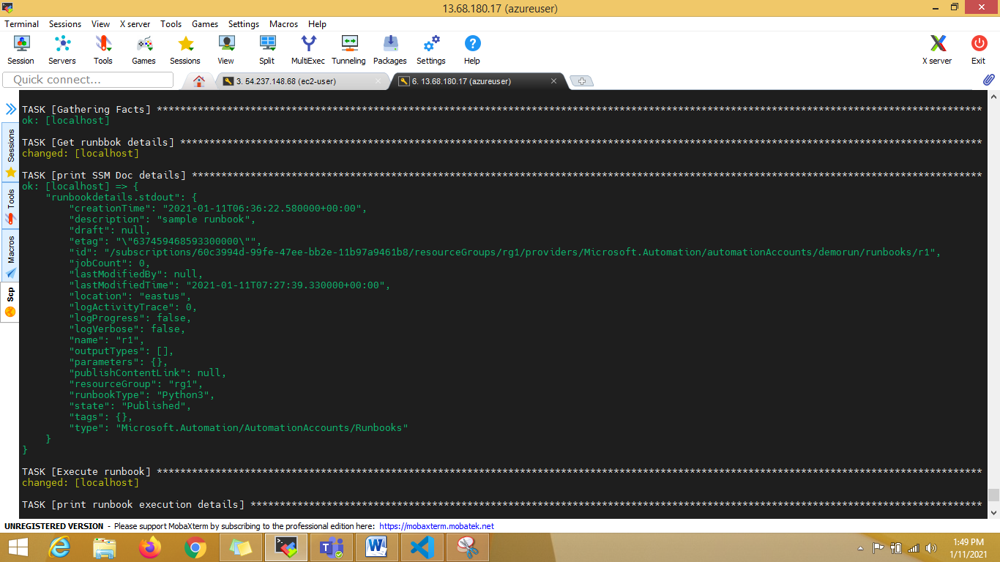 13.68.180.17 (azureuser)
Terminal Sessions View X server Tools Games Settings Macros Help
Session Servers Tools Games Sessions View Split MultiExec Tunneling Packages Settings Help X server Exit
Quick connect... 3. 54.237.148.68 (ec2-user) 6. 13.68.180.17 (azureuser)
Sessions
Tools
Macros
Scp
TASK [Gathering Facts] *********************************************************************************************************************************************
ok: [localhost]
TASK [Get runbbok details] *****************************************************************************************************************************************
changed: [localhost]
TASK [print SSM Doc details] ***************************************************************************************************************************************
ok: [localhost] => {
    "runbookdetails.stdout": {
        "creationTime": "2021-01-11T06:36:22.580000+00:00",
        "description": "sample runbook",
        "draft": null,
        "etag": "\"637459468593300000\"",
        "id": "/subscriptions/60c3994d-99fe-47ee-bb2e-11b97a9461b8/resourceGroups/rg1/providers/Microsoft.Automation/automationAccounts/demorun/runbooks/r1",
        "jobCount": 0,
        "lastModifiedBy": null,
        "lastModifiedTime": "2021-01-11T07:27:39.330000+00:00",
        "location": "eastus",
        "logActivityTrace": 0,
        "logProgress": false,
        "logVerbose": false,
        "name": "r1",
        "outputTypes": [],
        "parameters": {},
        "publishContentLink": null,
        "resourceGroup": "rg1",
        "runbookType": "Python3",
        "state": "Published",
        "tags": {},
        "type": "Microsoft.Automation/AutomationAccounts/Runbooks"
    }
}
TASK [Execute runbook] *********************************************************************************************************************************************
changed: [localhost]
TASK [print runbook execution details] *****************************************************************************************************************************
UNREGISTERED VERSION - Please support MobaXterm by subscribing to the professional edition here: https://mobaxterm.mobatek.net
1:49 PM
1/11/2021